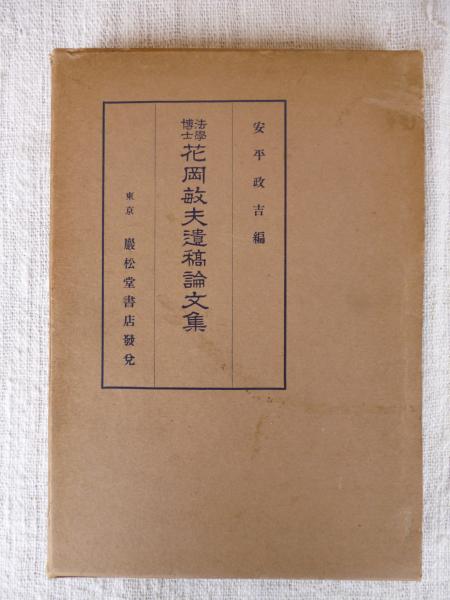 安平政吉編
法學博士 花岡敏夫遺稿論文集
東京 巖松堂書店發兌